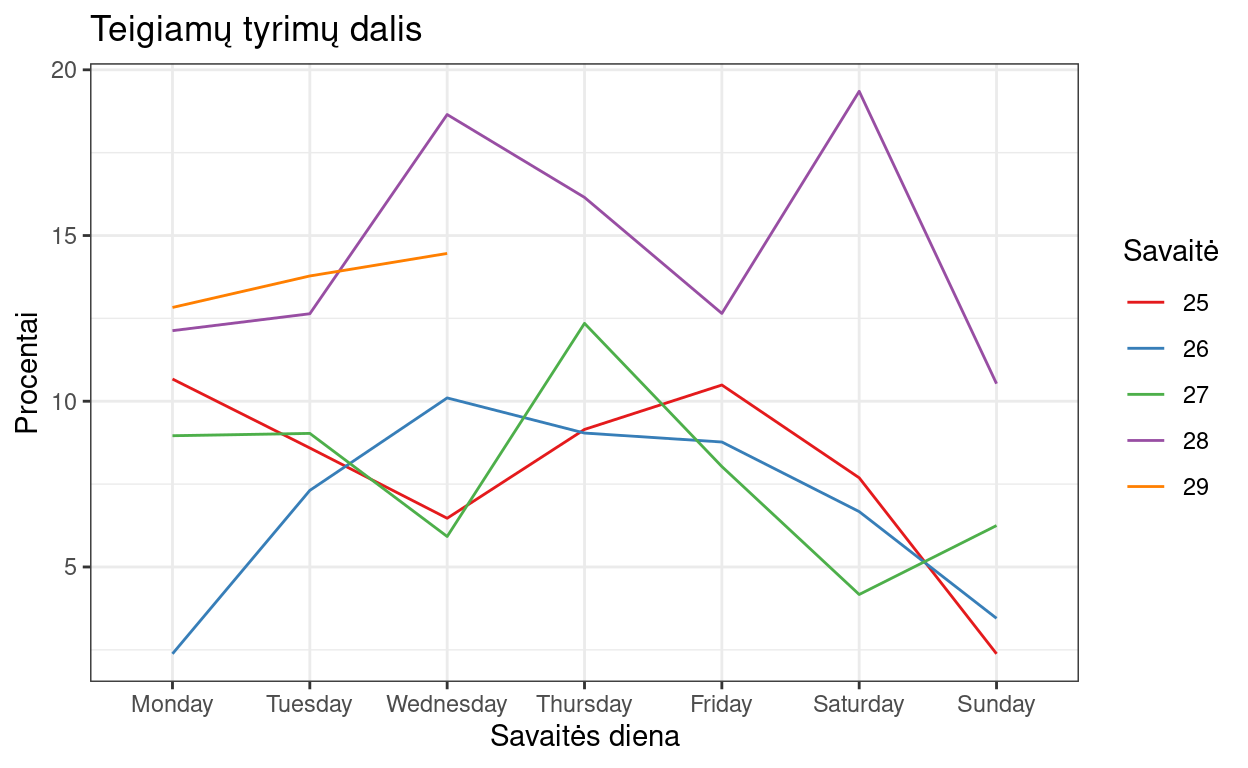 Teigiamų tyrimų dalis
20
15
10
5
Procentai
Monday Tuesday Wednesday Thursday Friday Saturday Sunday
Savaitės diena
Savaitė
25
26
27
28
29